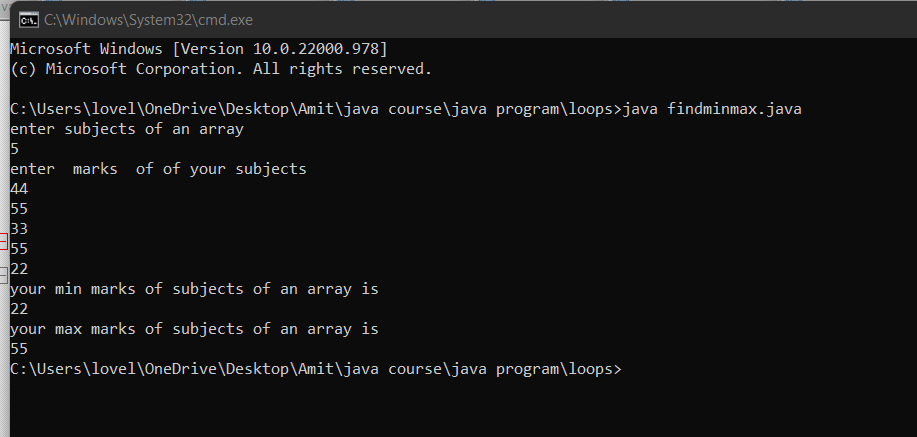 C:\Windows\System32\cmd.exe
Microsoft Windows [Version 10.0.22000.978]
(c) Microsoft Corporation. All rights reserved.
C:\Users\lovel\OneDrive\Desktop\Amit\java course\java program\loops>java findminmax.java
enter subjects of an array
5
enter  marks  of of your subjects
44
55
33
55
22
your min marks of subjects of an array is
22
your max marks of subjects of an array is
55
C:\Users\lovel\OneDrive\Desktop\Amit\java course\java program\loops>